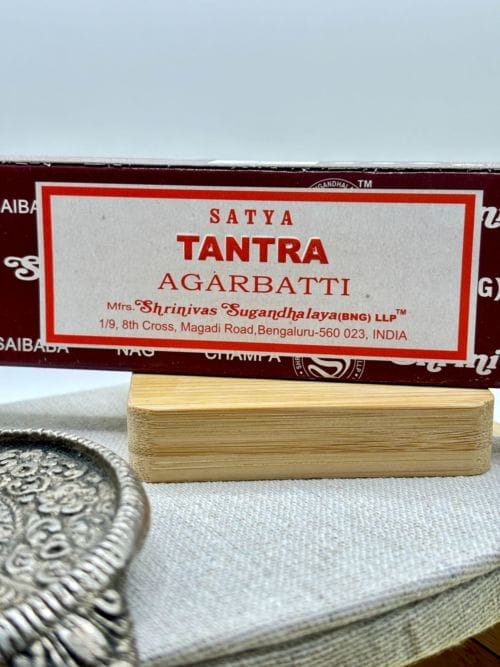 SATYA
TANTRA
AGARBATTI
Mfrs. Shrinivas Sugandhalaya(BNG) LLP™
1/9, 8th Cross, Magadi Road,Bengaluru-560 023, INDIA
SAIBABA NAG CHAMPA